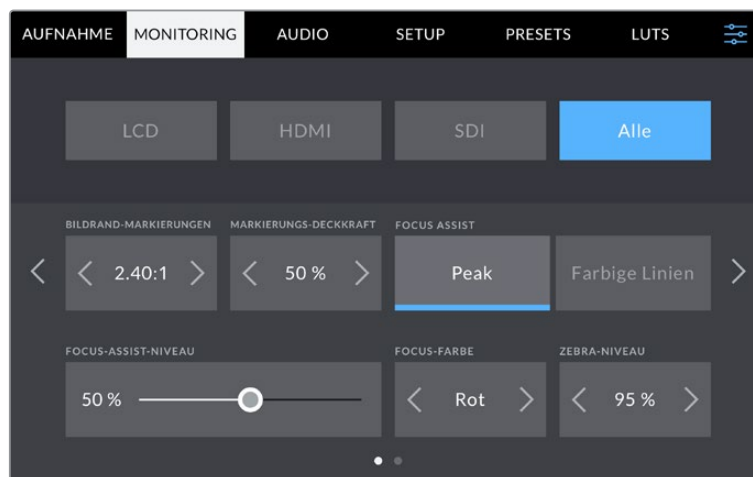 AUFNAHME MONITORING AUDIO SETUP PRESETS LUTS
LCD HDMI SDI Alle
BILDRAND-MARKIERUNGEN MARKIERUNGS-DECKKRAFT FOCUS ASSIST
2.40:1 50 % Peak Farbige Linien
FOCUS-ASSIST-NIVEAU FOCUS-FARBE ZEBRA-NIVEAU
50 % Rot 95 %